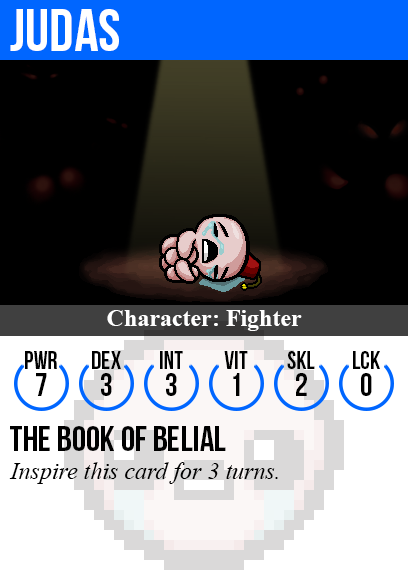 JUDAS
Character: Fighter
PWR DEX INT VIT SKL LCK
7 3 3 1 2 0
THE BOOK OF BELIAL
Inspire this card for 3 turns.